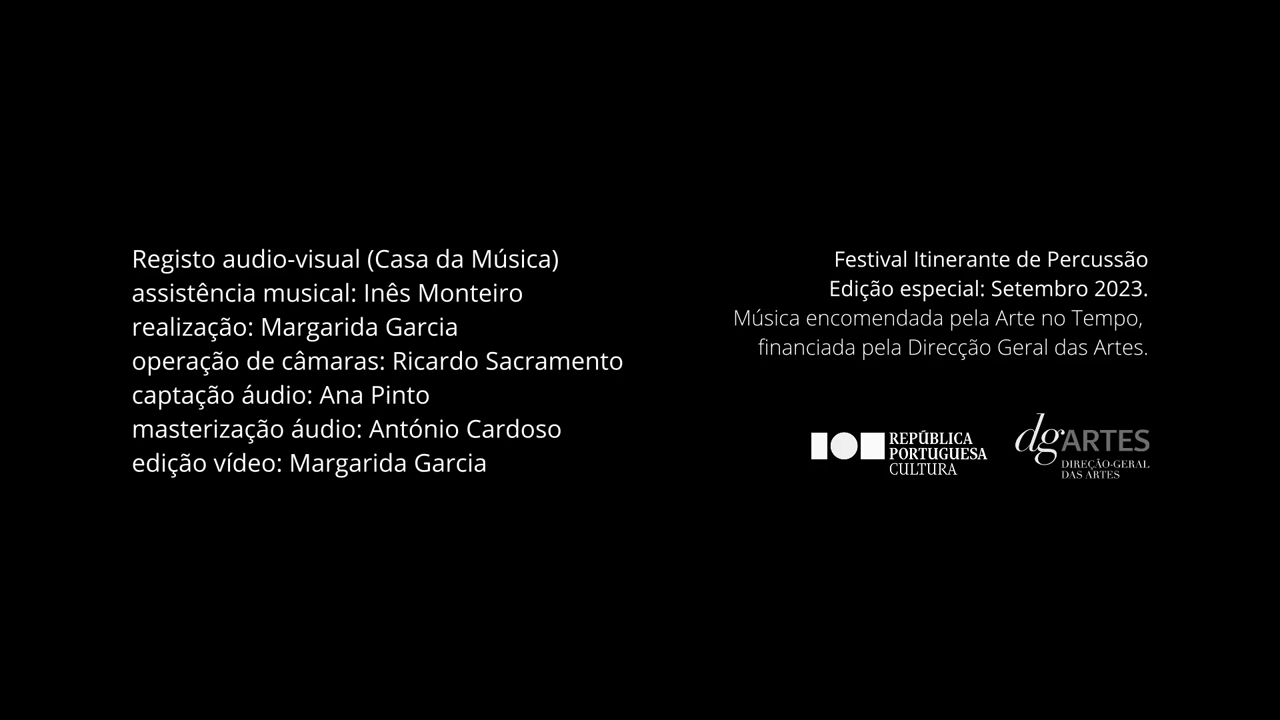 Registo audio-visual (Casa da Música)
assistência musical: Inês Monteiro
realização: Margarida Garcia
operação de câmaras: Ricardo Sacramento
captação áudio: Ana Pinto
masterização áudio: António Cardoso
edição vídeo: Margarida Garcia
Festival Itinerante de Percussão
Edição especial: Setembro 2023.
Música encomendada pela Arte no Tempo,
financiada pela Direcção Geral das Artes.
REPÚBLICA
PORTUGUESA
CULTURA
dgARTES
DIREÇÃO-GERAL
DAS ARTES